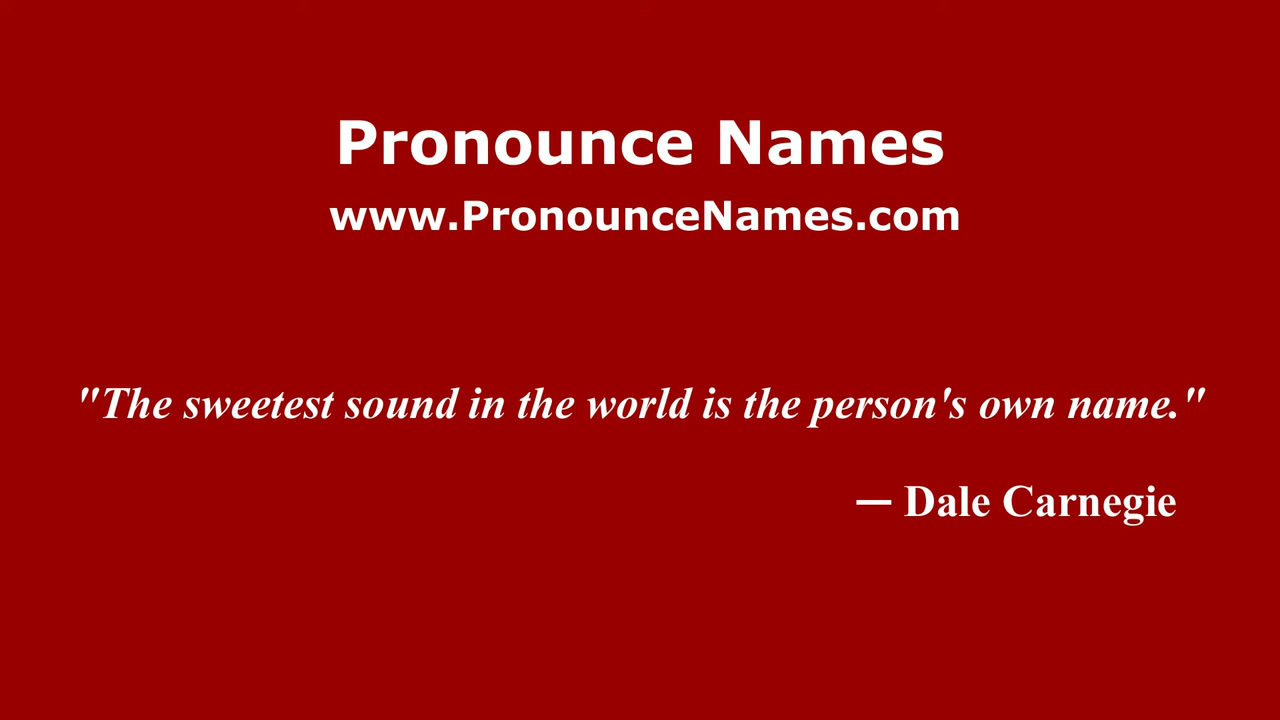 Pronounce Names
www.PronounceNames.com
"The sweetest sound in the world is the person's own name."
— Dale Carnegie